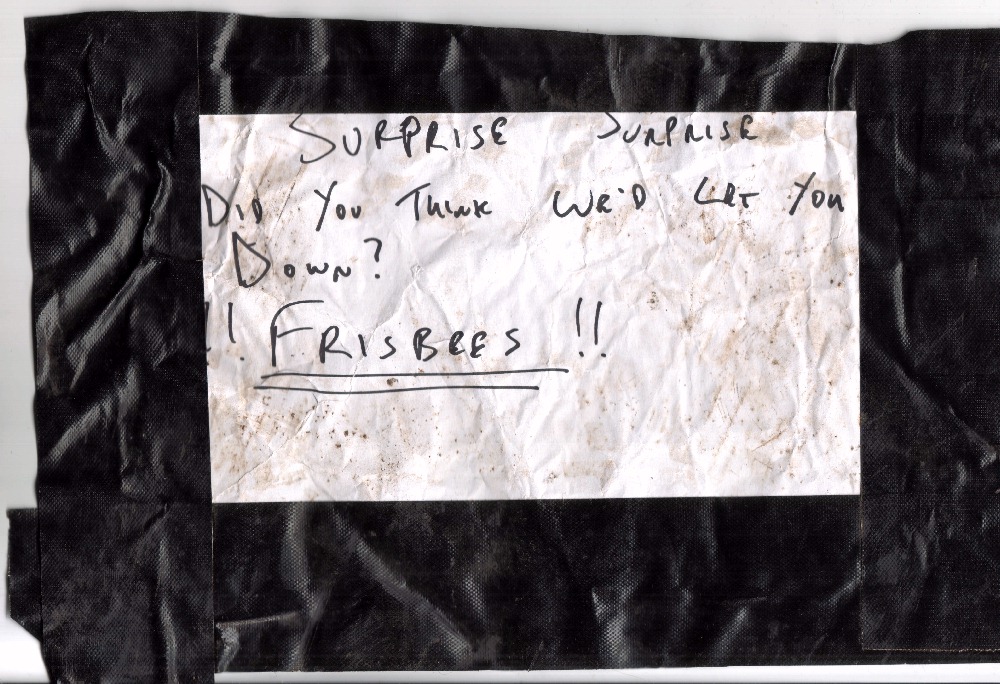 SURPRISE SURPRISE
DID YOU THINK WE'D LET YOU
DOWN?
!! FRISBEES !!